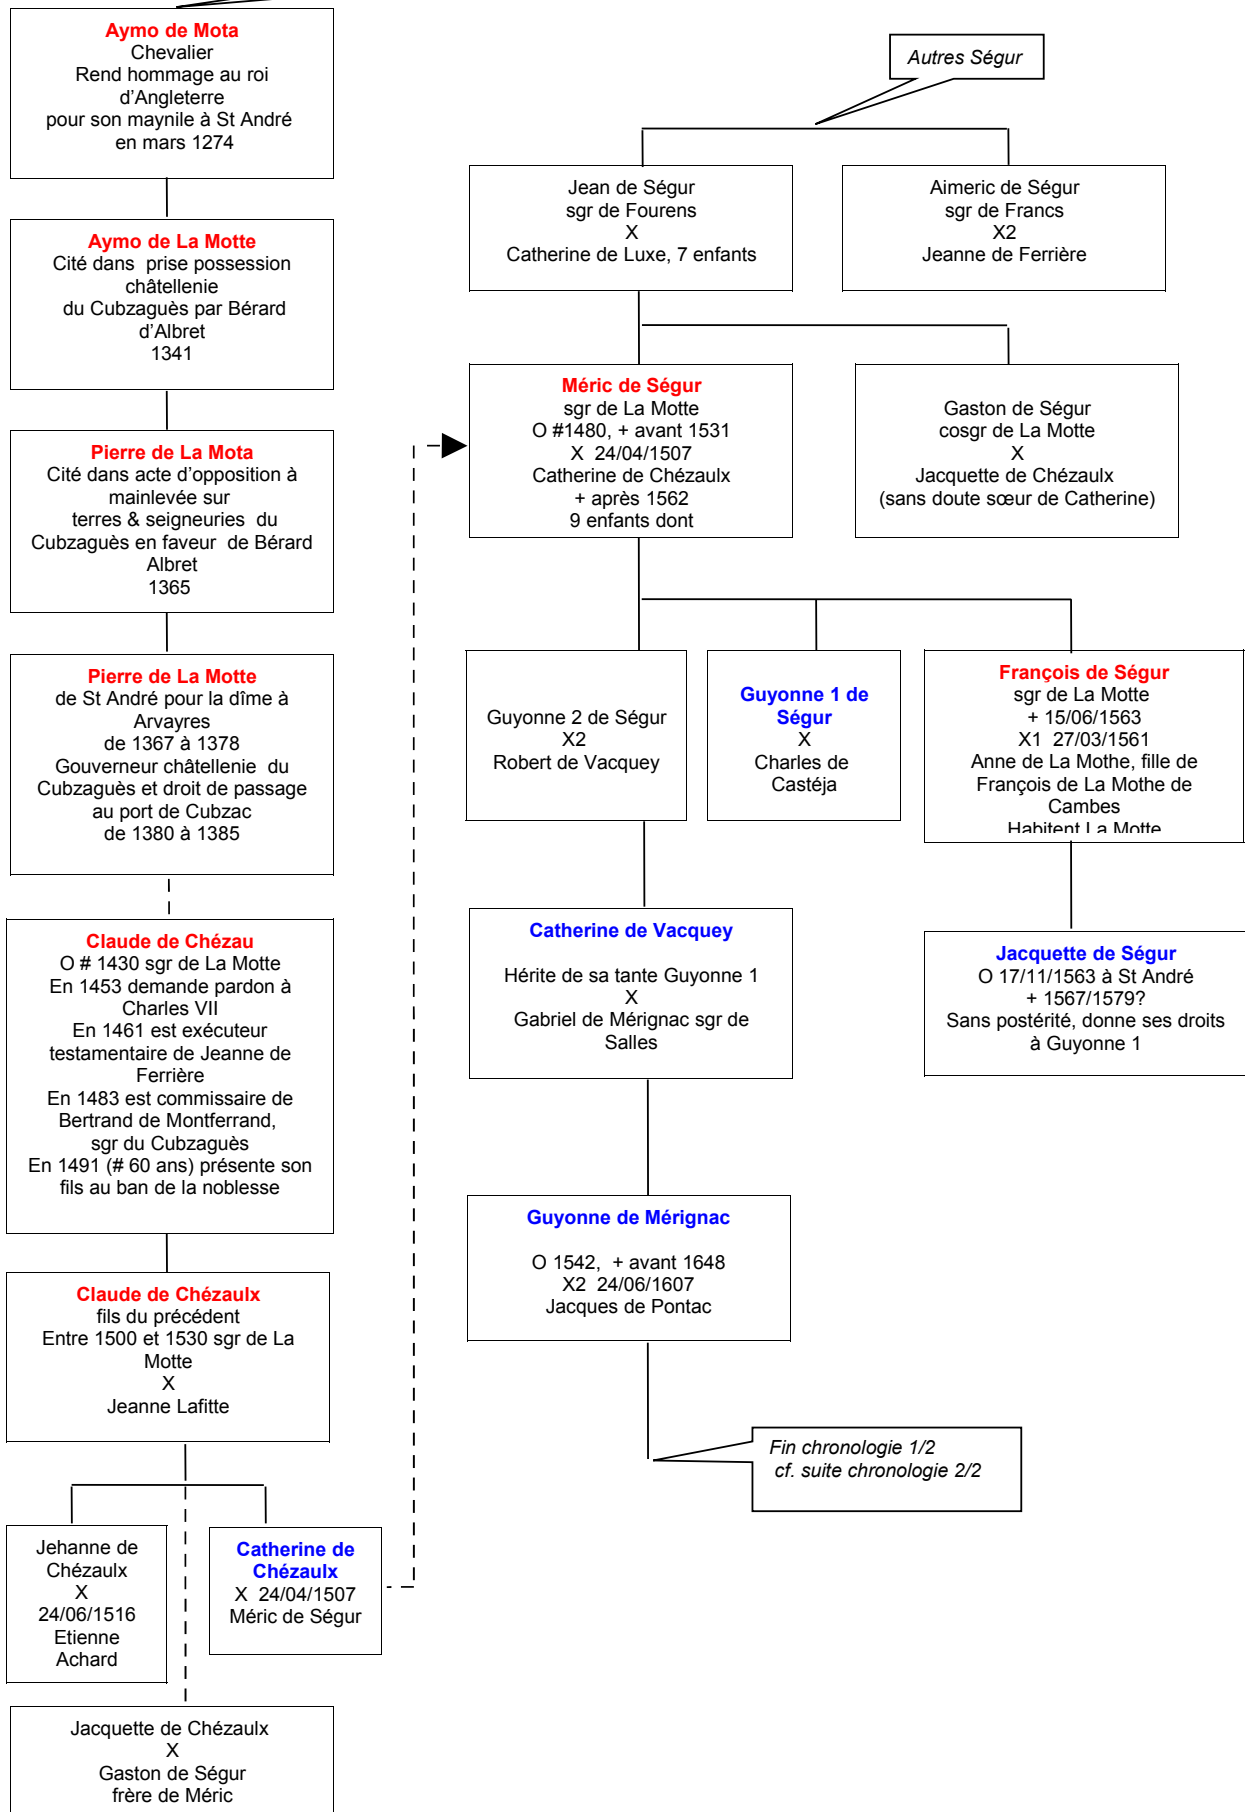 Aymo de Mota
Chevalier
Rend hommage au roi
d'Angleterre
pour son maynile à St André
en mars 1274
Aymo de La Motte
Cité dans prise possession
châtellenie
du Cubzaguès par Bérard
d'Albret
1341
Pierre de La Mota
Cité dans acte d'opposition à
mainlevée sur
terres & seigneuries du
Cubzaguès en faveur de Bérard
Albret
1365
Pierre de La Motte
de St André pour la dîme à
Arvayres
de 1367 à 1378
Gouverneur châtellenie du
Cubzaguès et droit de passage
au port de Cubzac
de 1380 à 1385
Claude de Chézau
O # 1430 sgr de La Motte
En 1453 demande pardon à
Charles VII
En 1461 est exécuteur
testamentaire de Jeanne de
Ferrière
En 1483 est commissaire de
Bertrand de Montferrand,
sgr du Cubzaguès
En 1491 (# 60 ans) présente son
fils au ban de la noblesse
Claude de Chézaulx
fils du précédent
Entre 1500 et 1530 sgr de La
Motte
X
Jeanne Lafitte
Jehanne de
Chézaulx
X
24/06/1516
Etienne
Achard
Catherine de
Chézaulx
X 24/04/1507
Méric de Ségur
Jacquette de Chézaulx
X
Gaston de Ségur
frère de Méric
Autres Ségur
Jean de Ségur
sgr de Fourens
X
Catherine de Luxe, 7 enfants
Aimeric de Ségur
sgr de Francs
X2
Jeanne de Ferrière
Méric de Ségur
sgr de La Motte
O #1480, + avant 1531
X 24/04/1507
Catherine de Chézaulx
+ après 1562
9 enfants dont
Gaston de Ségur
cosgr de La Motte
X
Jacquette de Chézaulx
(sans doute sœur de Catherine)
Guyonne 2 de Ségur
X2
Robert de Vacquey
Guyonne 1 de
Ségur
X
Charles de
Castéja
François de Ségur
sgr de La Motte
+ 15/06/1563
X1 27/03/1561
Anne de La Mothe, fille de
François de La Mothe de
Cambes
Habitent La Motte
Catherine de Vacquey
Hérite de sa tante Guyonne 1
X
Gabriel de Mérignac sgr de
Salles
Jacquette de Ségur
O 17/11/1563 à St André
+ 1567/1579?
Sans postérité, donne ses droits
à Guyonne 1
Guyonne de Mérignac
O 1542, + avant 1648
X2 24/06/1607
Jacques de Pontac
Fin chronologie 1/2
cf. suite chronologie 2/2